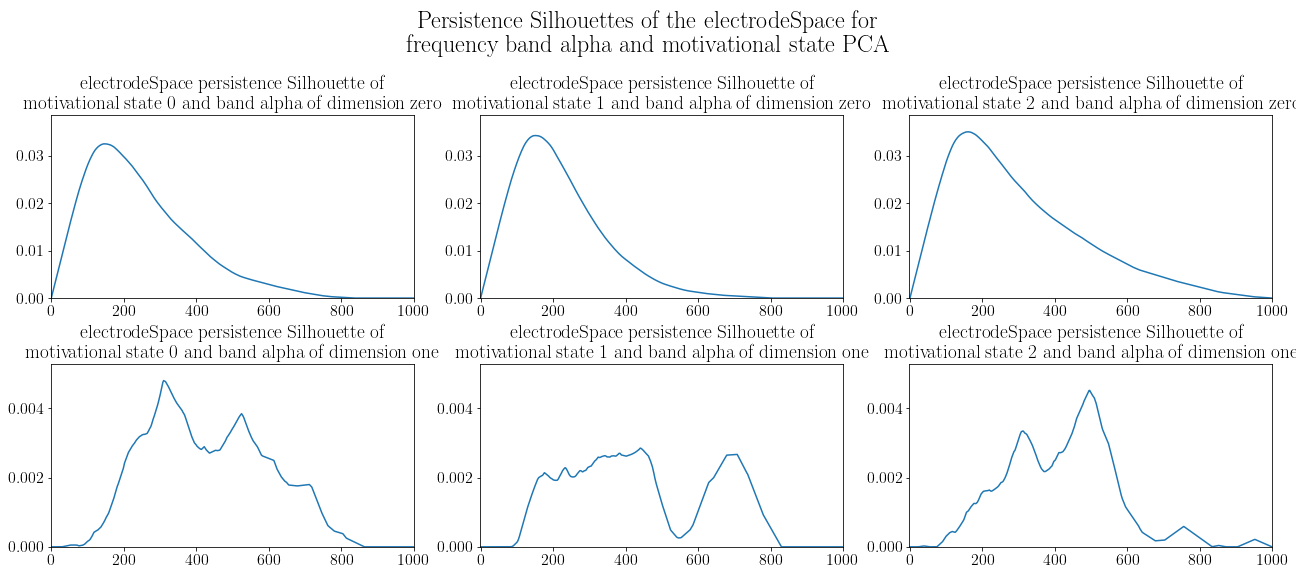 Persistence Silhouettes of the electrodeSpace for
frequency band alpha and motivational state PCA
electrodeSpace persistence Silhouette of
motivational state 0 and band alpha of dimension zero
0.03
0.02
0.01
0.00
0 200 400 600 800 1000
electrodeSpace persistence Silhouette of
motivational state 1 and band alpha of dimension zero
0.03
0.02
0.01
0.00
0 200 400 600 800 1000
electrodeSpace persistence Silhouette of
motivational state 2 and band alpha of dimension zero
0.03
0.02
0.01
0.00
0 200 400 600 800 1000
electrodeSpace persistence Silhouette of
motivational state 0 and band alpha of dimension one
0.004
0.002
0.000
0 200 400 600 800 1000
electrodeSpace persistence Silhouette of
motivational state 1 and band alpha of dimension one
0.004
0.002
0.000
0 200 400 600 800 1000
electrodeSpace persistence Silhouette of
motivational state 2 and band alpha of dimension one
0.004
0.002
0.000
0 200 400 600 800 1000